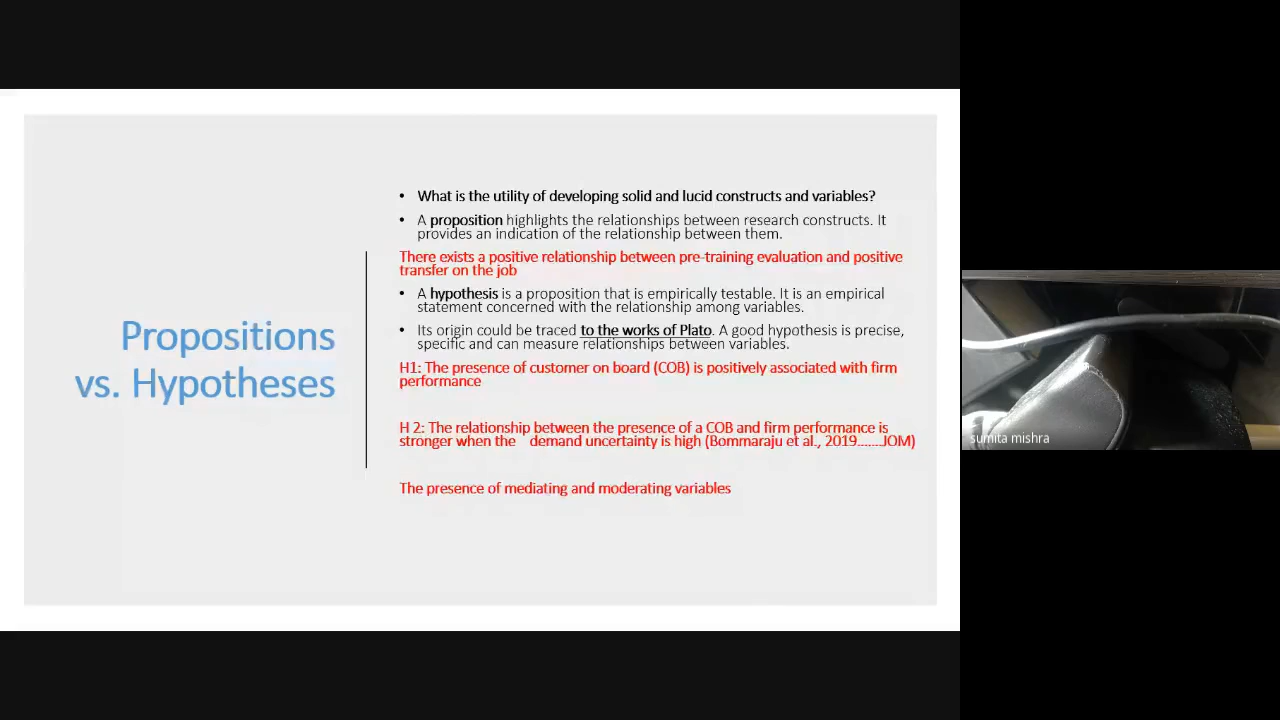 Propositions
vs. Hypotheses
• What is the utility of developing solid and lucid constructs and variables?
• A proposition highlights the relationships between research constructs. It
provides an indication of the relationship between them.
There exists a positive relationship between pre-training evaluation and positive
transfer on the job
• A hypothesis is a proposition that is empirically testable. It is an empirical
statement concerned with the relationship among variables.
• Its origin could be traced to the works of Plato. A good hypothesis is precise,
specific and can measure relationships between variables.
H1: The presence of customer on board (COB) is positively associated with firm
performance
H 2: The relationship between the presence of a COB and firm performance is
stronger when the demand uncertainty is high (Bommaraju et al., 2019.......JOM)
The presence of mediating and moderating variables
sumita mishra